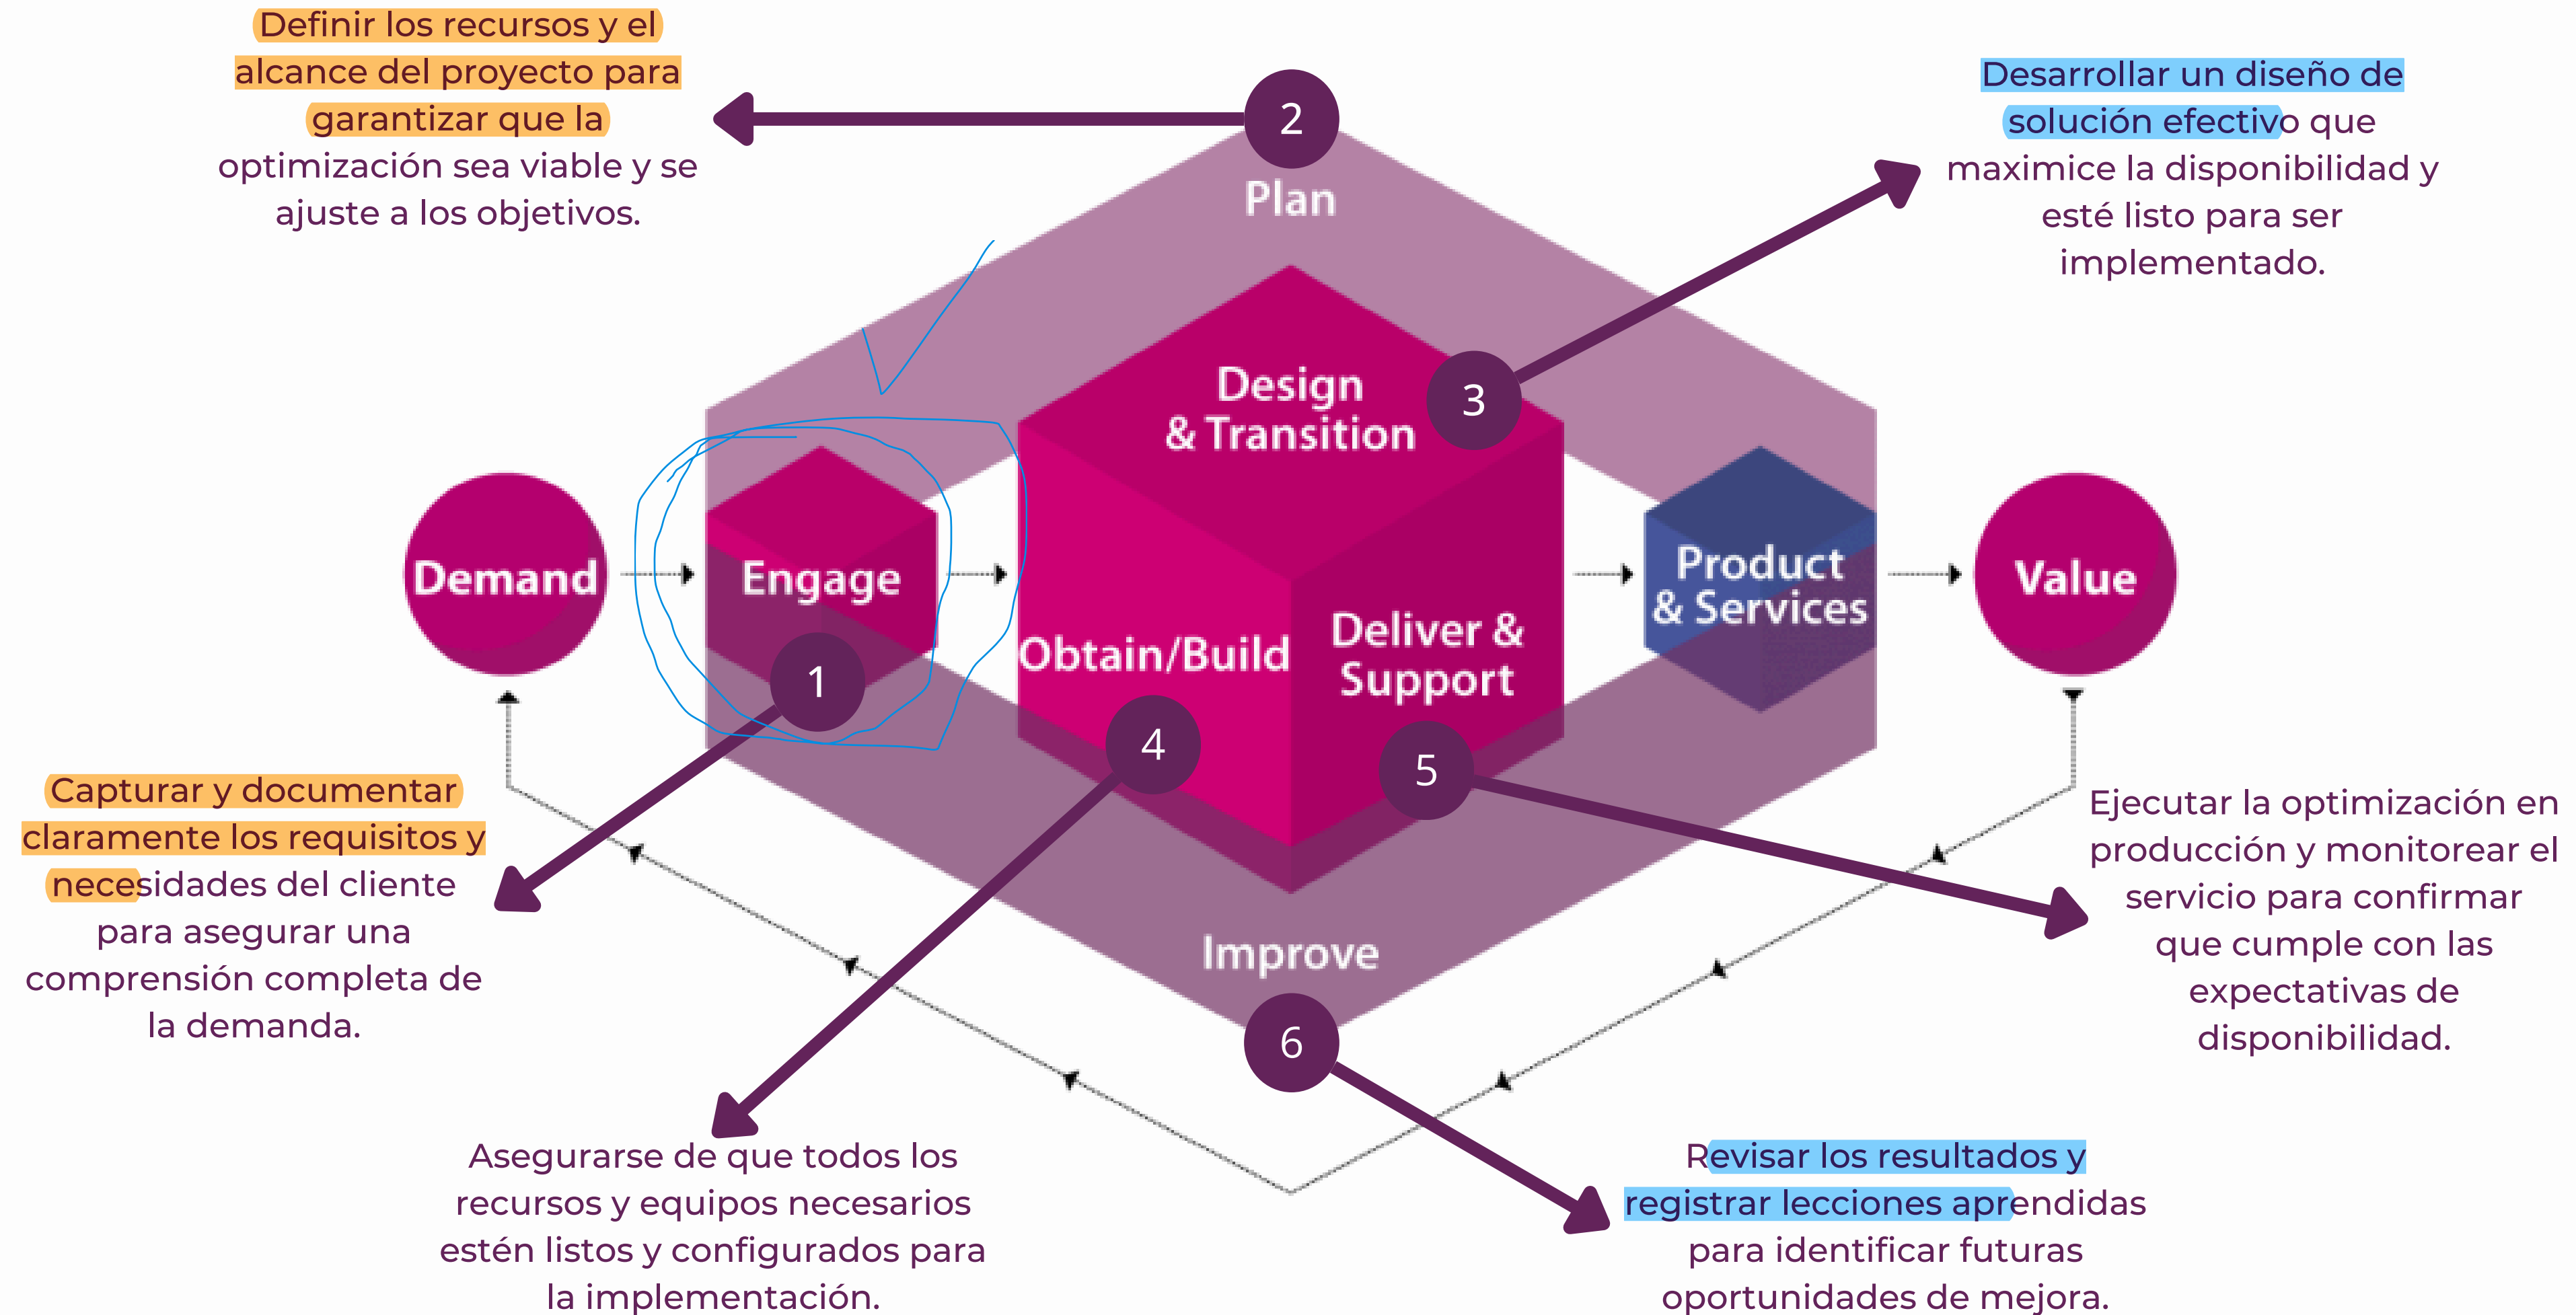 Definir los recursos y el
alcance del proyecto para
garantizar que la
optimización sea viable y se
ajuste a los objetivos.
2
Plan
Desarrollar un diseño de
solución efectivo que
maximice la disponibilidad y
esté listo para ser
implementado.
Design
& Transition
3
Demand
Engage
1
Obtain/Build
4
Deliver &
Support
5
Product
& Services
Value
Capturar y documentar
claramente los requisitos y
necesidades del cliente
para asegurar una
comprensión completa de
la demanda.
Ejecutar la optimización en
producción y monitorear el
servicio para confirmar
que cumple con las
expectativas de
disponibilidad.
Improve
6
Asegurarse de que todos los
recursos y equipos necesarios
estén listos y configurados para
la implementación.
Revisar los resultados y
registrar lecciones aprendidas
para identificar futuras
oportunidades de mejora.